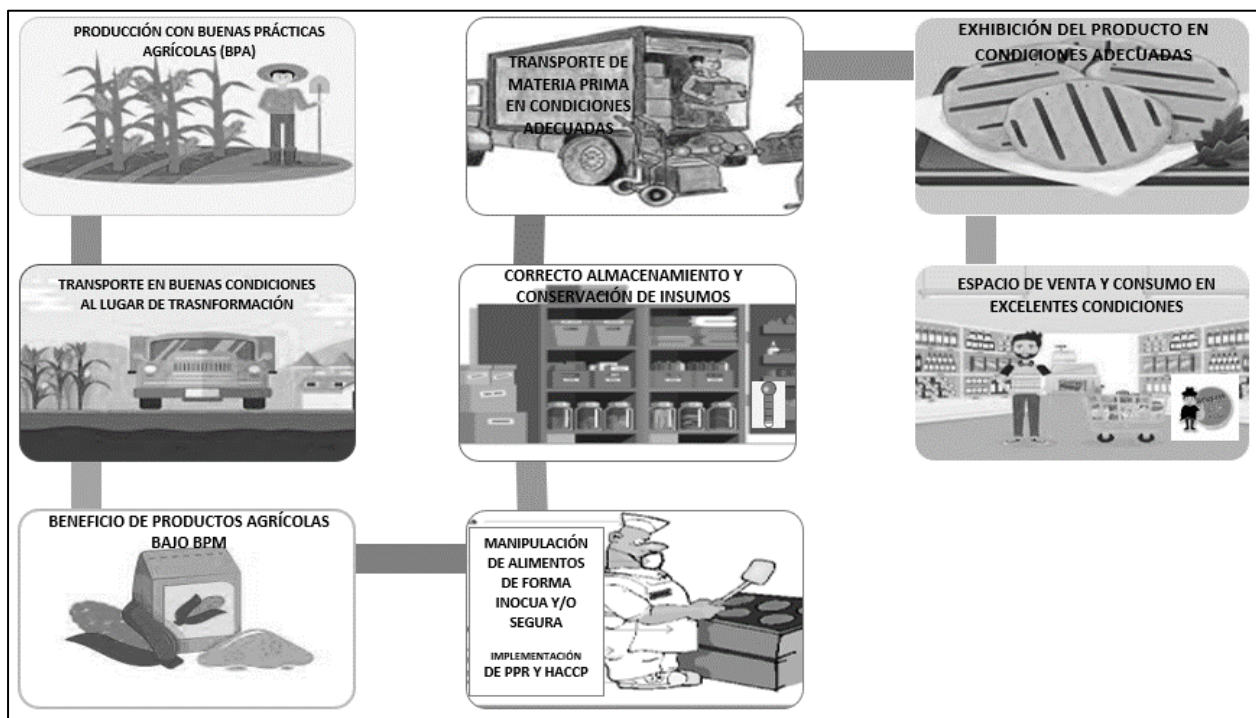 PRODUCCIÓN CON BUENAS PRÁCTICAS
AGRÍCOLAS (BPA)
TRANSPORTE EN BUENAS CONDICIONES
AL LUGAR DE TRASNFORMACIÓN
BENEFICIO DE PRODUCTOS AGRÍCOLAS
BAJO BPM
MANIPULACIÓN
DE ALIMENTOS
DE FORMA
INOCUA Y/O
SEGURA
IMPLEMENTACIÓN
DE PPR Y HACCP
CORRECTO ALMACENAMIENTO Y
CONSERVACIÓN DE INSUMOS
TRANSPORTE DE
MATERIA PRIMA
EN CONDICIONES
ADECUADAS
EXHIBICIÓN DEL PRODUCTO EN
CONDICIONES ADECUADAS
ESPACIO DE VENTA Y CONSUMO EN
EXCELENTES CONDICIONES